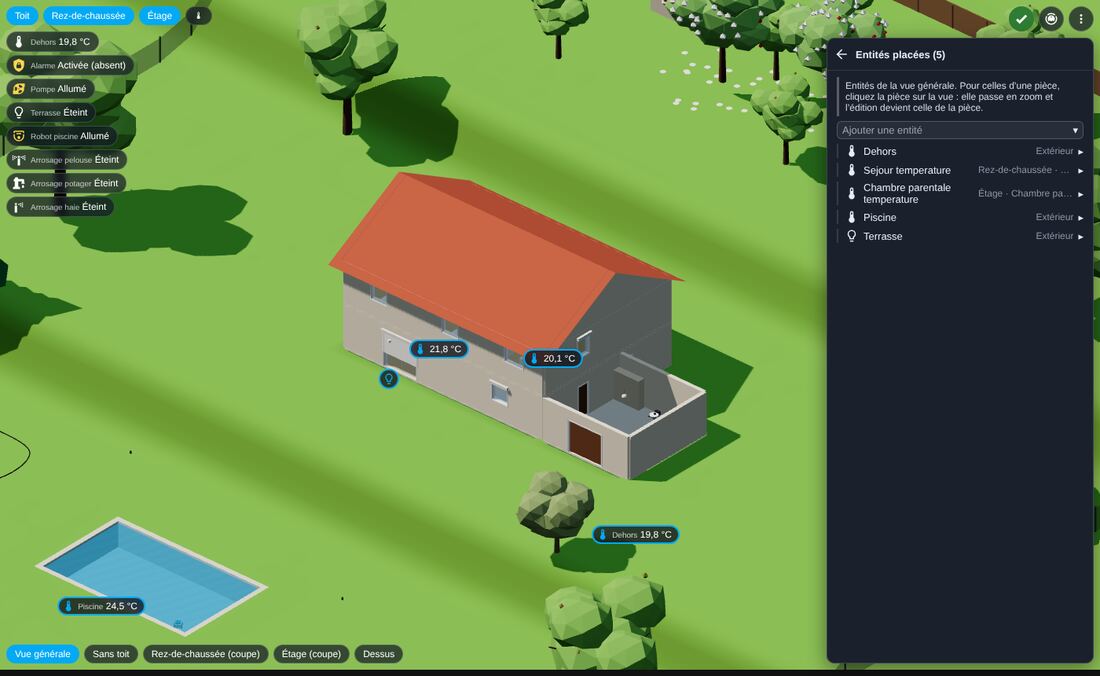 Toit
Rez-de-chaussée
Étage
Dehors 19,8 °C
Alarme Activée (absent)
Pompe Allumé
Terrasse Éteint
Robot piscine Allumé
Arrosage pelouse Éteint
Arrosage potager Éteint
Arrosage haie Éteint
21,8 °C
20,1 °C
Dehors 19,8 °C
Piscine 24,5 °C
Vue générale
Sans toit
Rez-de-chaussée (coupe)
Étage (coupe)
Dessus
Entités placées (5)
Entités de la vue générale. Pour celles d'une pièce,
cliquez la pièce sur la vue : elle passe en zoom et
l'édition devient celle de la pièce.
Ajouter une entité
Dehors Extérieur
Sejour temperature Rez-de-chaussée · ...
Chambre parentale
temperature Étage · Chambre pa...
Piscine Extérieur
Terrasse Extérieur